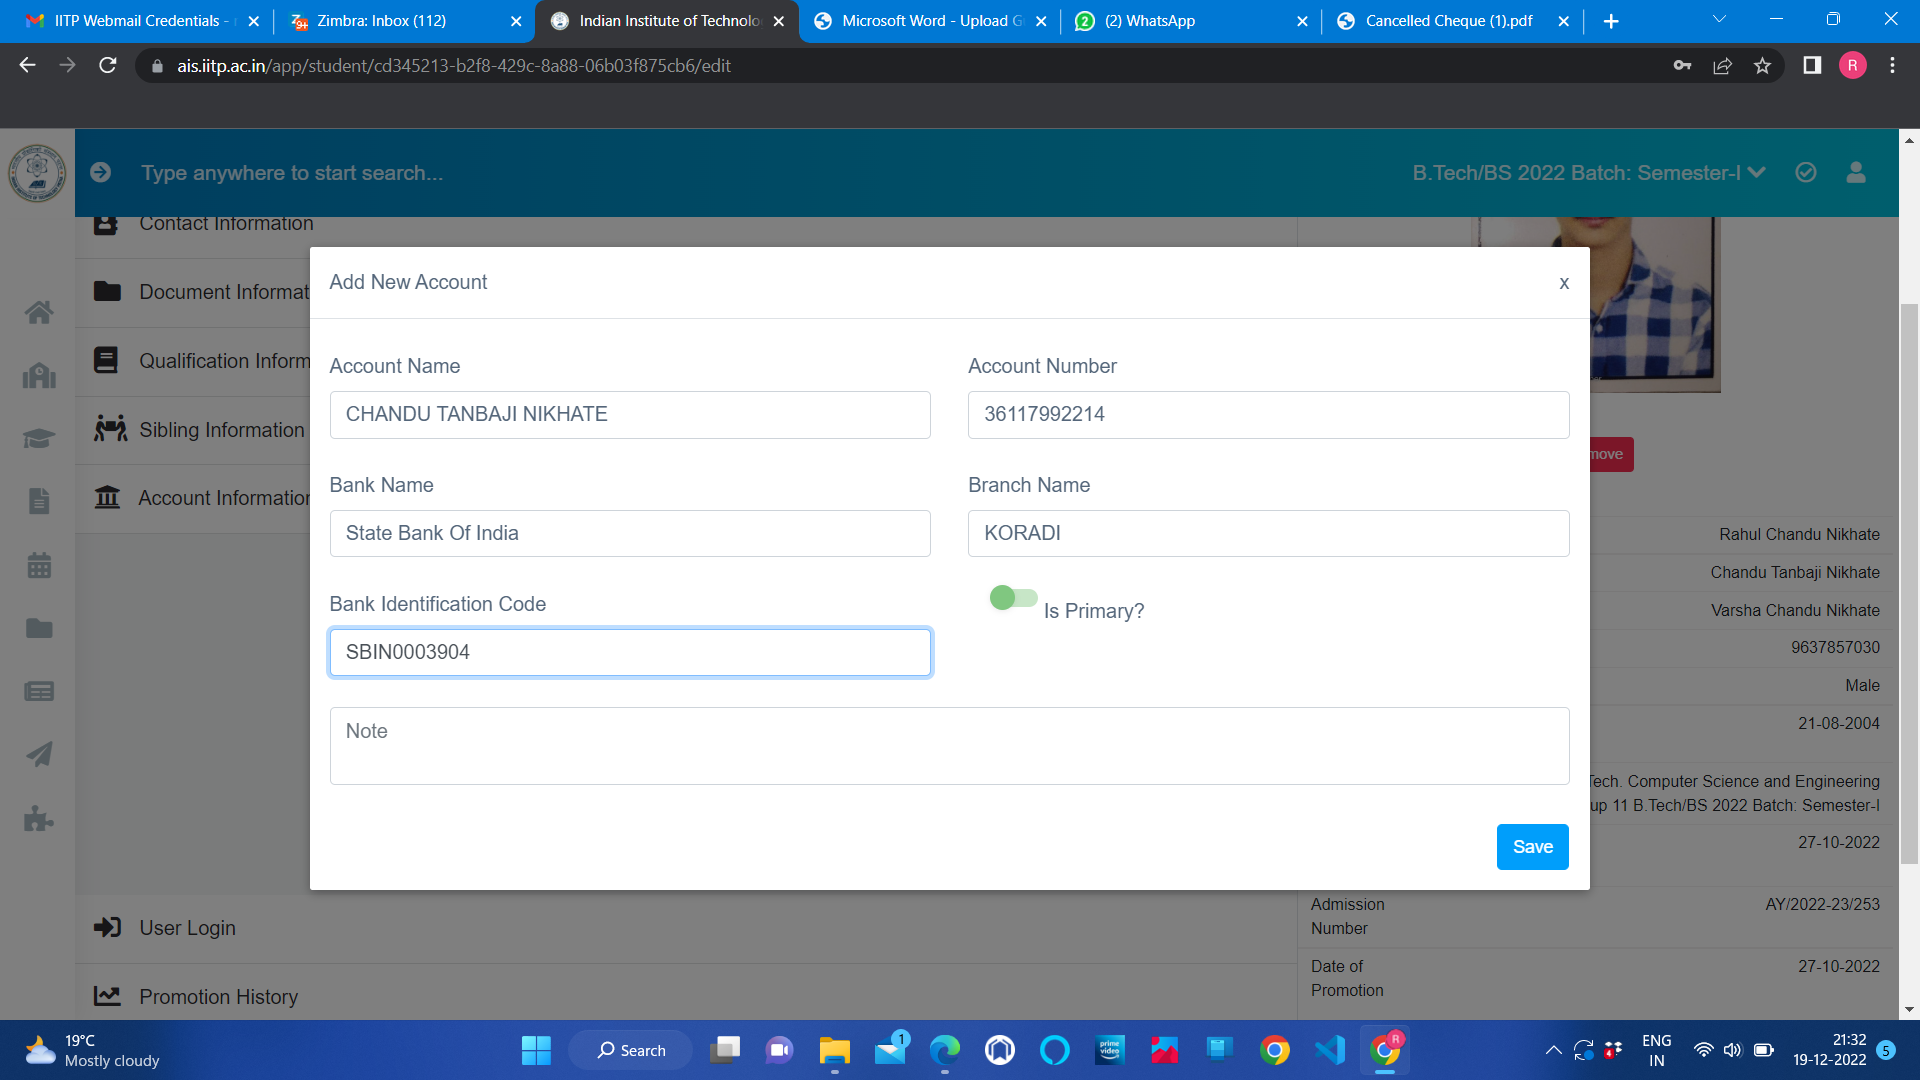 IITP Webmail Credentials -
Zimbra: Inbox (112)
Indian Institute of Technolo
Microsoft Word - Upload G
(2) WhatsApp
Cancelled Cheque (1).pdf
ais.iitp.ac.in/app/student/cd345213-b2f8-429c-8a88-06b03f875cb6/edit
R
Type anywhere to start search...
B.Tech/BS 2022 Batch: Semester-I
Contact Information
Document Informat
Qualification Inform
Sibling Information
Account Information
Add New Account
x
Account Name
Account Number
CHANDU TANBAJI NIKHATE
36117992214
Bank Name
Branch Name
State Bank Of India
KORADI
Bank Identification Code
Is Primary?
SBIN0003904
Note
Save
move
Rahul Chandu Nikhate
Chandu Tanbaji Nikhate
Varsha Chandu Nikhate
9637857030
Male
21-08-2004
Tech. Computer Science and Engineering
up 11 B.Tech/BS 2022 Batch: Semester-I
27-10-2022
Admission
Number
AY/2022-23/253
Date of
Promotion
27-10-2022
User Login
Promotion History
19°C
Mostly cloudy
Search
1
prime
video
R
4
ENG
IN
21:32
19-12-2022
5